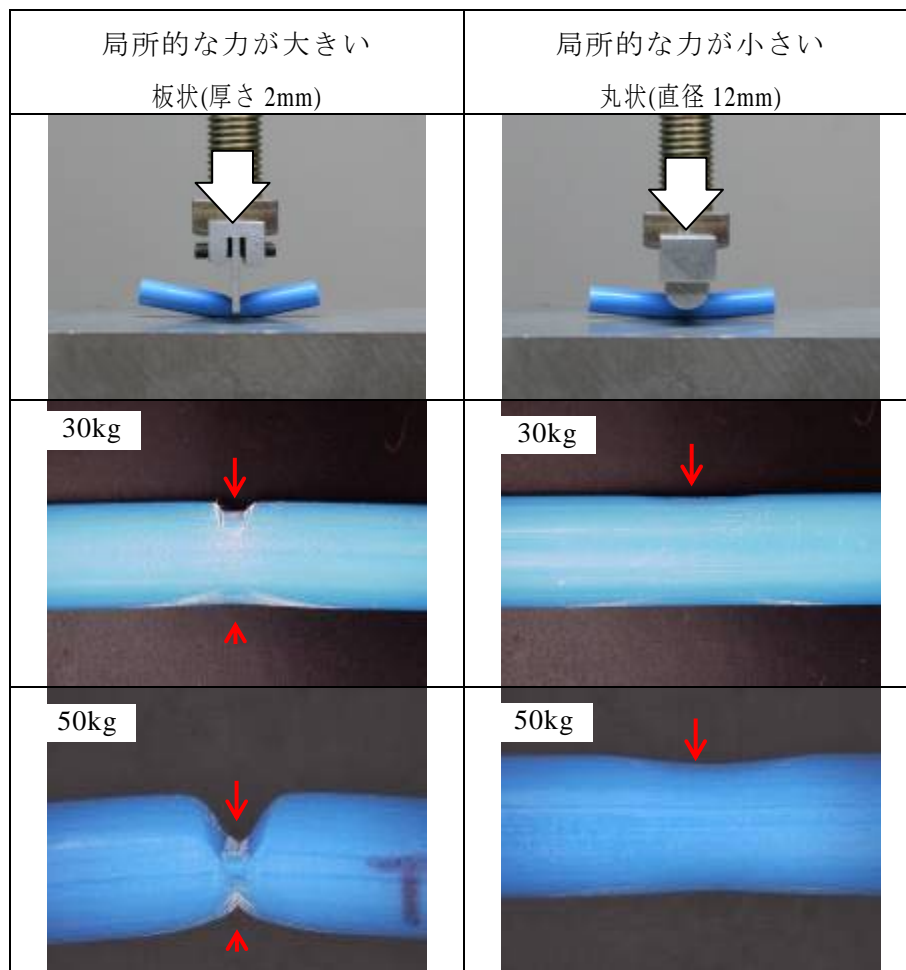 局所的な力が大きい
板状(厚さ 2mm)
局所的な力が小さい
丸状(直径 12mm)
30kg
30kg
50kg
50kg